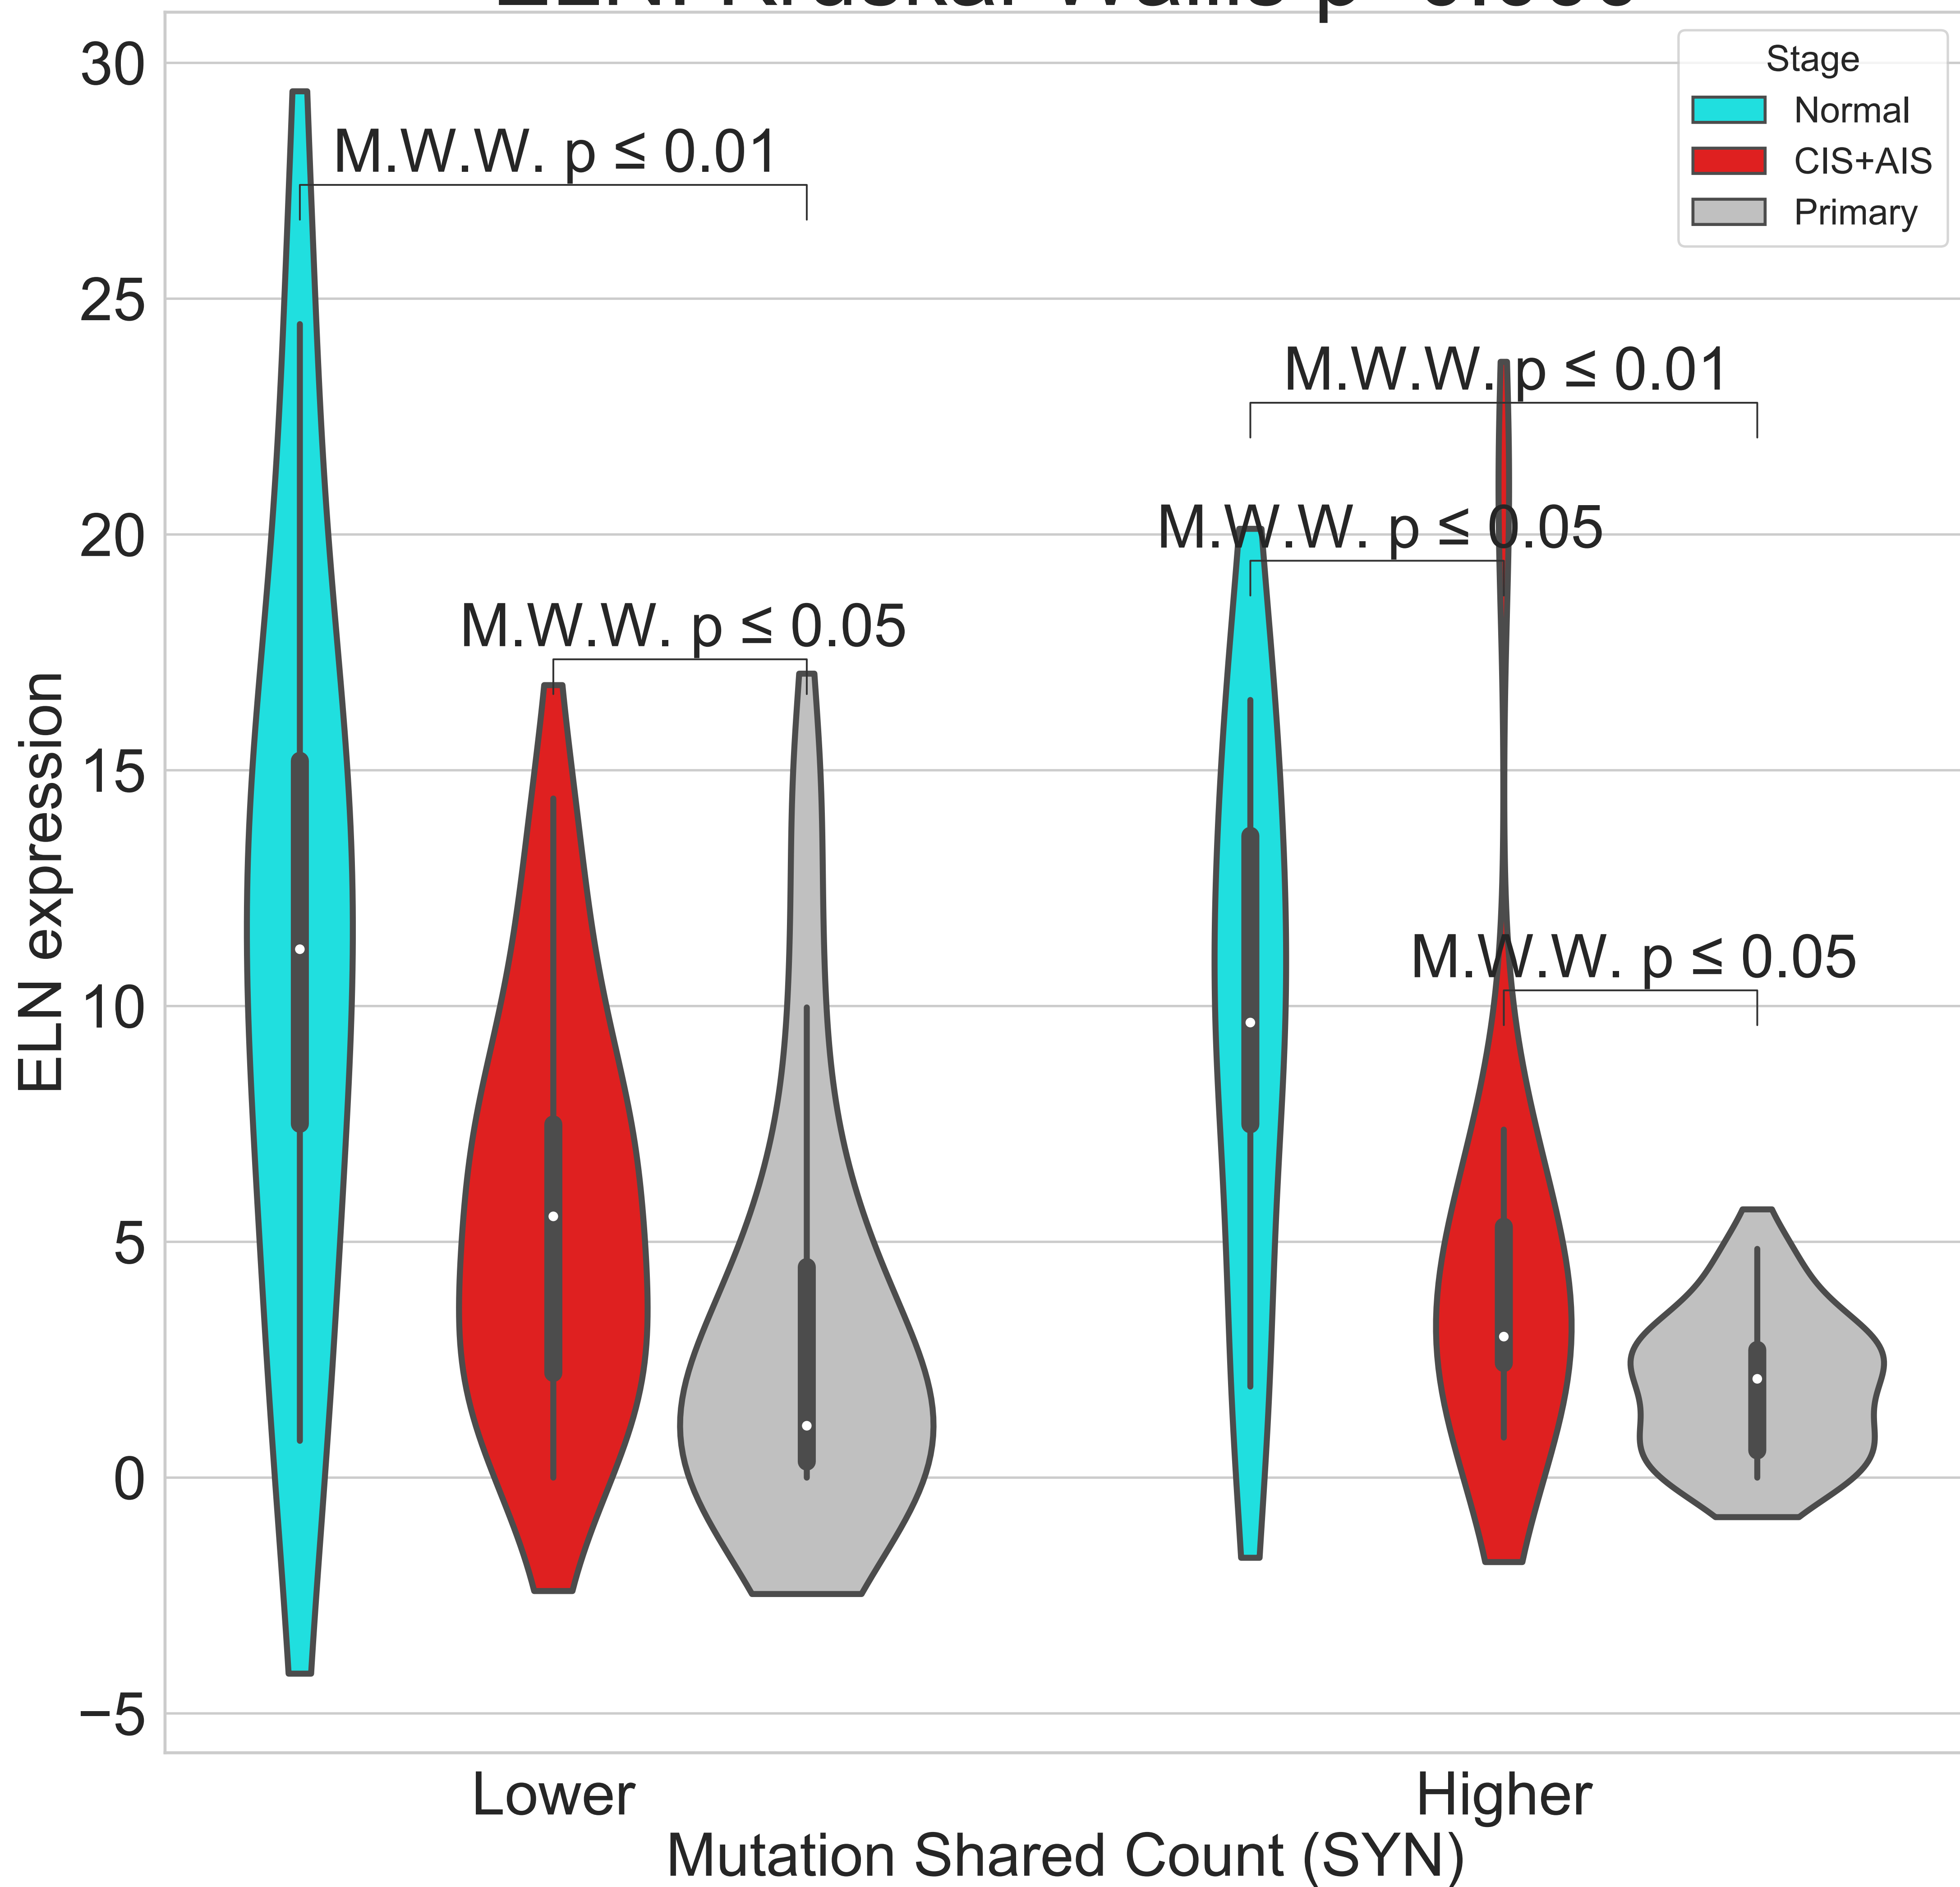 30
25
20
15
10
5
0
−5
ELN expression
Stage
Normal
CIS+AIS
Primary
M.W.W. p ≤ 0.01
M.W.W. p ≤ 0.01
M.W.W. p ≤ 0.05
M.W.W. p ≤ 0.05
M.W.W. p ≤ 0.05
Lower
Higher
Mutation Shared Count (SYN)